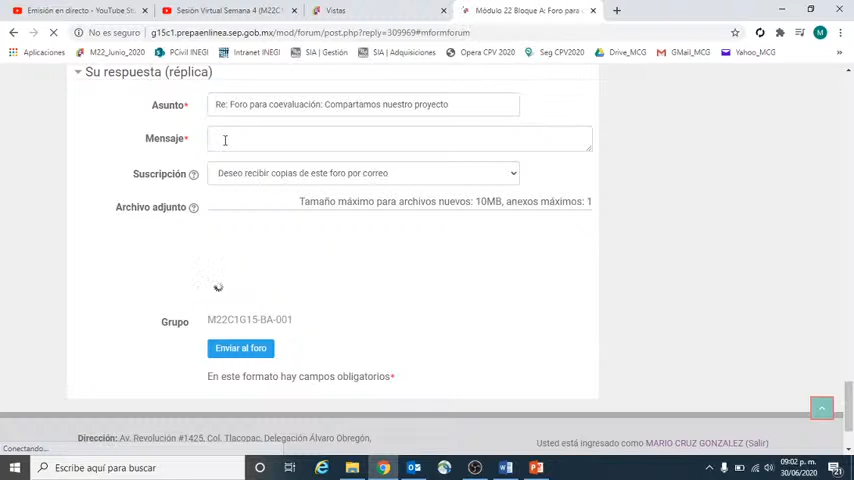 Emisión en directo - YouTube St
Sesión Virtual Semana 4 (M22C1
Vistas
Módulo 22 Bloque A: Foro para c
No es seguro | g15c1.prepaenlinea.sep.gob.mx/mod/forum/post.php?reply=309969#mformforum
Aplicaciones
M22_Junio_2020
PCivil INEGI
Intranet INEGI
SIA | Gestión
SIA | Adquisiciones
Opera CPV 2020
Seg CPV2020
Drive_MCG
GMail_MCG
Yahoo_MCG
Su respuesta (réplica)
Asunto*
Re: Foro para coevaluación: Compartamos nuestro proyecto
Mensaje*
Suscripción
Deseo recibir copias de este foro por correo
Archivo adjunto
Tamaño máximo para archivos nuevos: 10MB, anexos máximos: 1
Grupo
M22C1G15-BA-001
Enviar al foro
En este formato hay campos obligatorios*
Dirección: Av. Revolución #1425, Col. Tlacopac, Delegación Álvaro Obregón,
Usted está ingresado como MARIO CRUZ GONZALEZ (Salir)
Conectando...
Escribe aquí para buscar
09:02 p. m.
30/06/2020
21